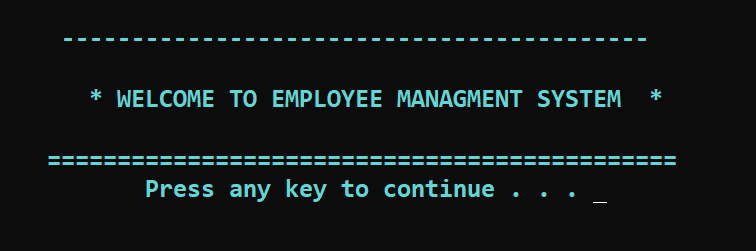 ------------------------------------------
* WELCOME TO EMPLOYEE MANAGMENT SYSTEM  *
=============================================
Press any key to continue . . . _